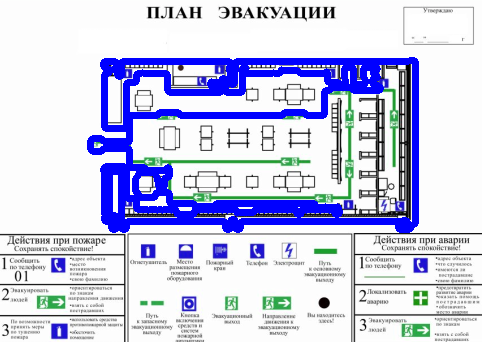 ПЛАН ЭВАКУАЦИИ
Утверждаю
"__" ______ г
Действия при пожаре
Сохранять спокойствие!
1 Сообщить по телефону 01
•адрес объекта
•место возникновения пожара
•свою фамилию
2 Эвакуировать людей
•ориентироваться по знакам направления движения
•взять с собой пострадавших
3 По возможности принять меры по тушению пожара
•использовать средства противопожарной защиты
•обесточить помещение
Огнетушитель
Место размещения пожарного оборудования
Пожарный кран
Телефон
Электрощит
Путь к основному эвакуационному выходу
Путь к запасному эвакуационному выходу
Кнопка включения средств и систем пожарной автоматики
Эвакуационный выход
Направление движения к эвакуационному выходу
Вы находитесь здесь!
Действия при аварии
Сохранять спокойствие!
1 Сообщить по телефону
•адрес объекта
•что случилось
•имеются ли пострадавшие
•свою фамилию
2 Локализовать аварию
•предотвратить развитие аварии
•оказать помощь пострадавшим
•обозначить место аварии
3 Эвакуировать людей
•ориентироваться по знакам
•взять с собой пострадавших